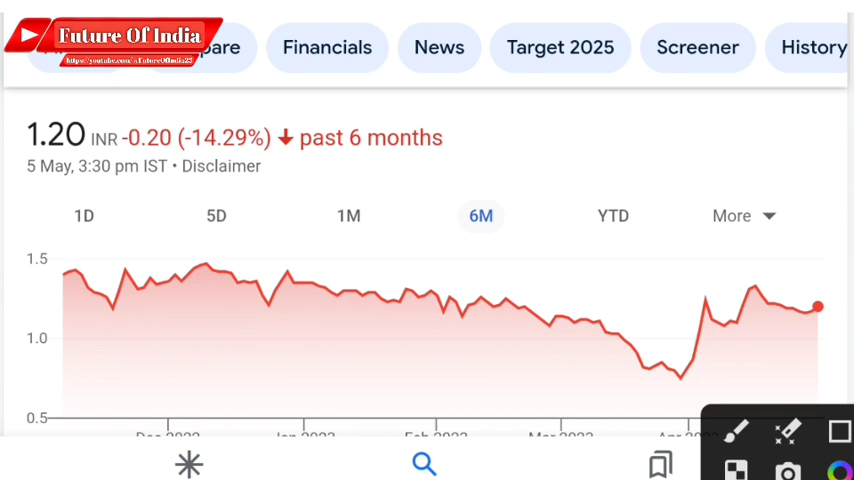 Future Of India
pare
Financials
News
Target 2025
Screener
History
1.20 INR -0.20 (-14.29%) past 6 months
5 May, 3:30 pm IST • Disclaimer
1D
5D
1M
6M
YTD
More
1.5
1.0
0.5